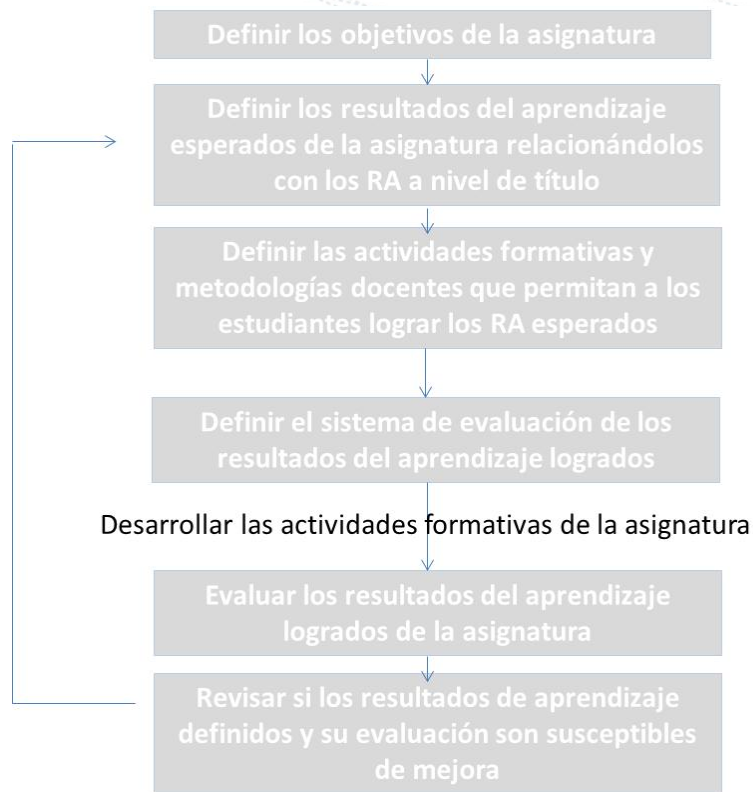 Definir los objetivos de la asignatura
Definir los resultados del aprendizaje
esperados de la asignatura relacionándolos
con los RA a nivel de título
Definir las actividades formativas y
metodologías docentes que permitan a los
estudiantes lograr los RA esperados
Definir el sistema de evaluación de los
resultados del aprendizaje logrados
Desarrollar las actividades formativas de la asignatura
Evaluar los resultados del aprendizaje
logrados de la asignatura
Revisar si los resultados de aprendizaje
definidos y su evaluación son susceptibles
de mejora